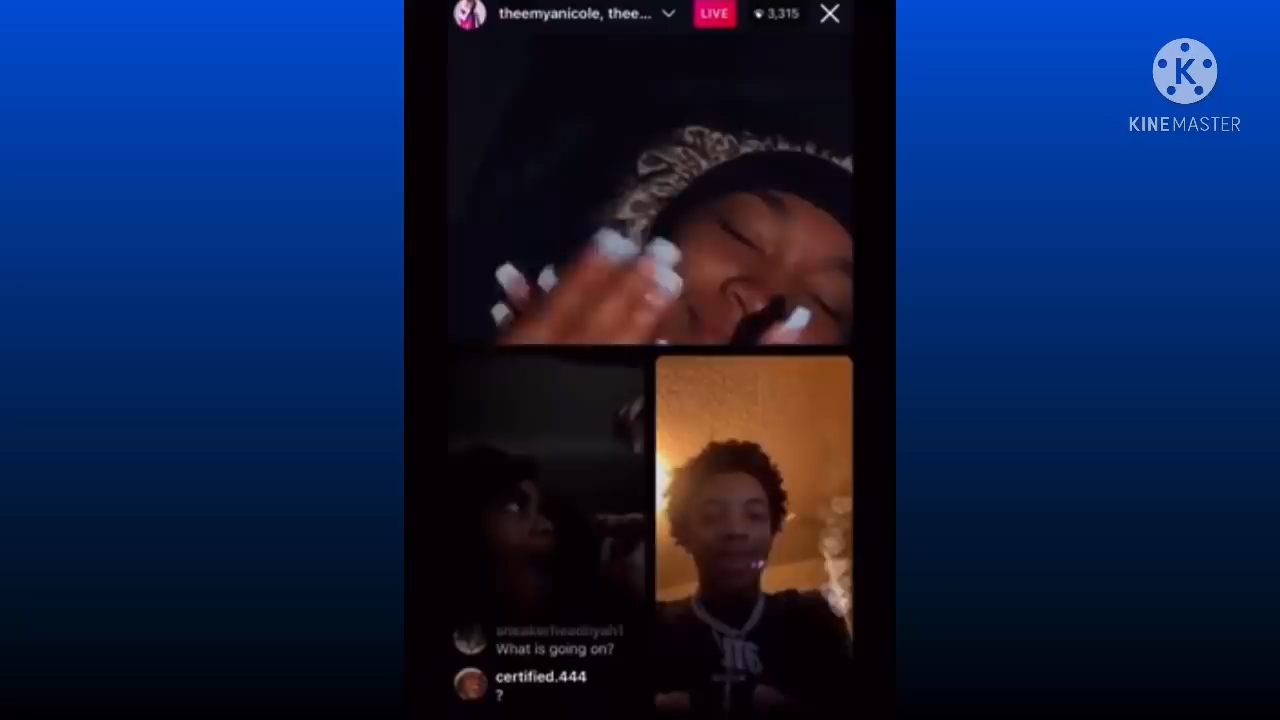 theemyanicole, thee...
LIVE
3,315
KINEMASTER
What is going on?
certified.444
?